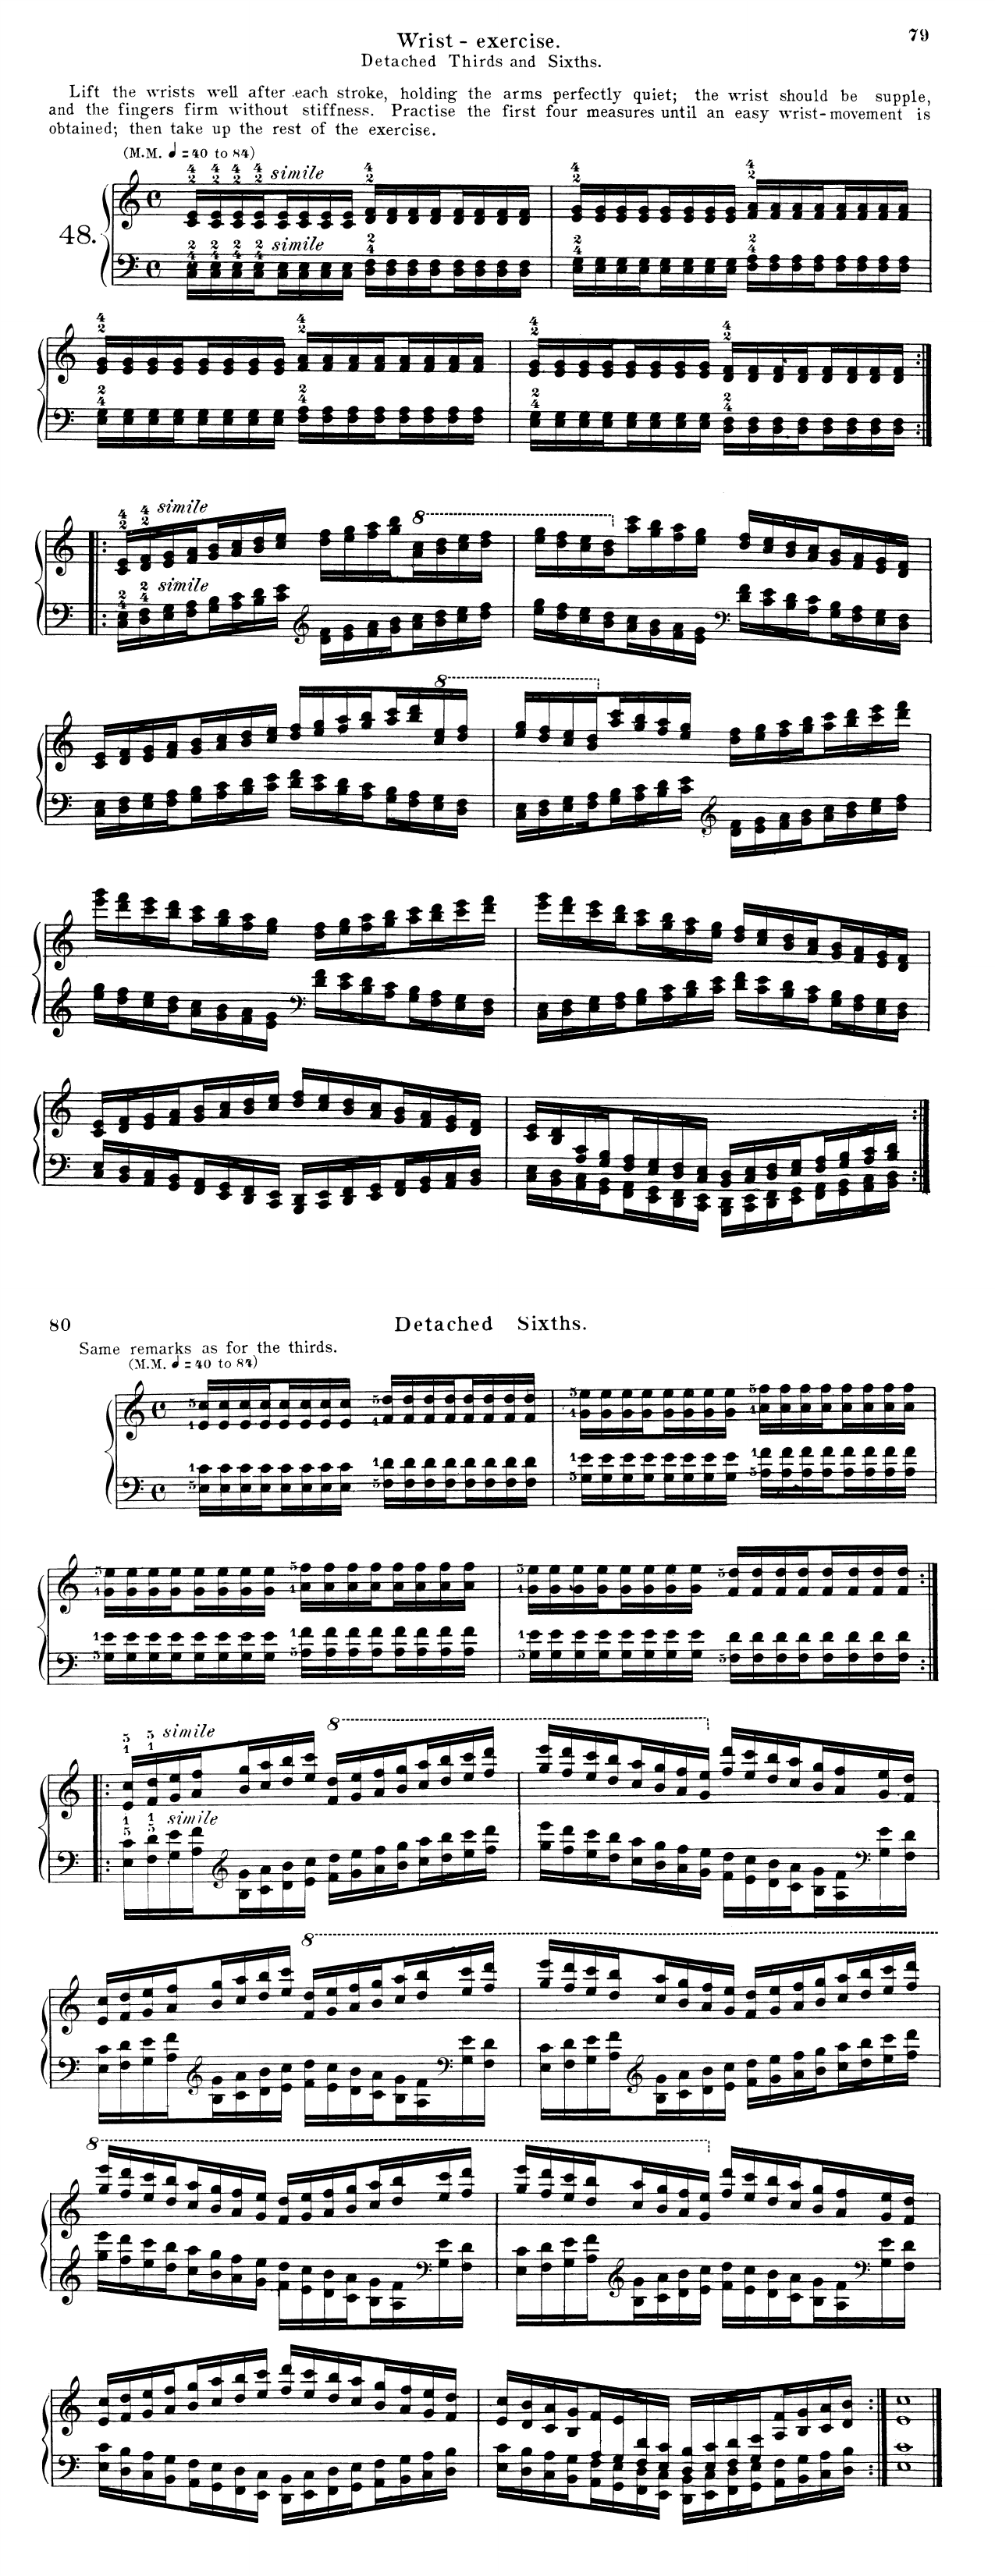 79
Wrist - exercise.
Detached Thirds and Sixths.
Lift the wrists well after each stroke, holding the arms perfectly quiet; the wrist should be supple,
and the fingers firm without stiffness. Practise the first four measures until an easy wrist-movement is
obtained; then take up the rest of the exercise.
(M.M. ♩ = 40 to 84)
simile
48.
simile
simile
8
simile
8
80
Detached Sixths.
Same remarks as for the thirds.
(M.M. ♩ = 40 to 84)
simile
8
simile
8
8